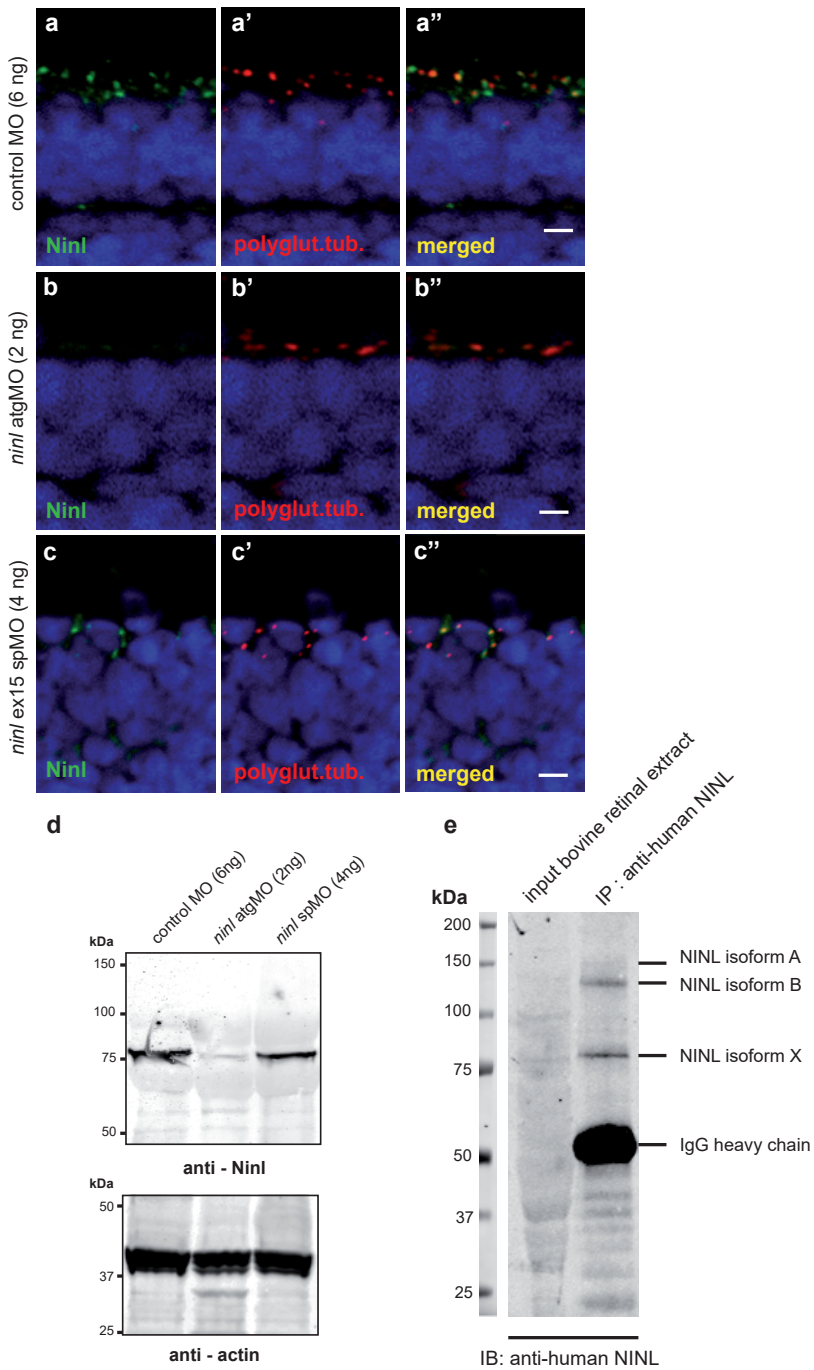 control MO (6 ng)
a
Ninl
a’
polyglut.tub.
a”
merged
ninl atgMO (2 ng)
b
Ninl
b’
polyglut.tub.
b”
merged
ninl ex15 spMO (4 ng)
c
Ninl
c’
polyglut.tub.
c”
merged
d
control MO (6ng)
ninl atgMO (2ng)
ninl spMO (4ng)
kDa
150
100
75
50
anti - Ninl
kDa
50
37
25
anti - actin
e
input bovine retinal extract
IP : anti-human NINL
kDa
200
150
100
75
50
37
25
NINL isoform A
NINL isoform B
NINL isoform X
IgG heavy chain
IB: anti-human NINL